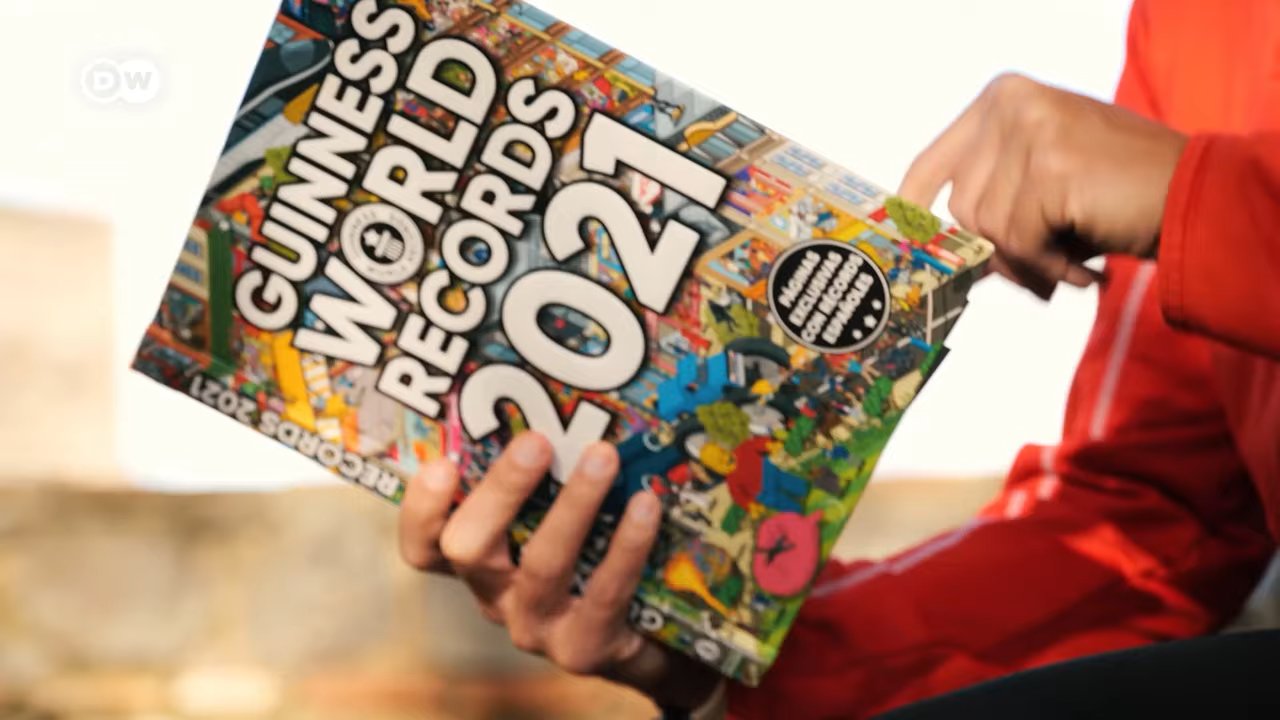 DW
GUINNESS
WORLD
RECORDS
2021
PÁGINAS
EXCLUSIVAS
CON RÉCORDS
ESPAÑOLES
RECORDS 2021